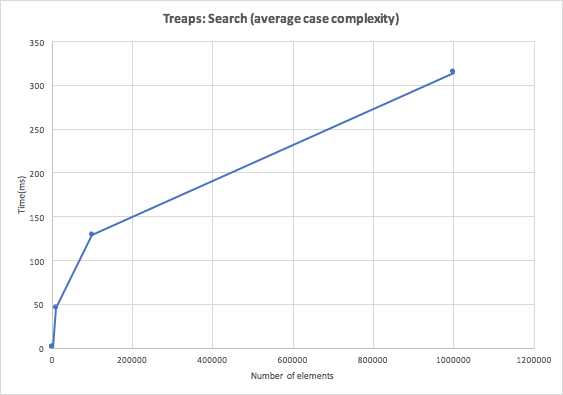 Treaps: Search (average case complexity)
350
300
250
200
150
100
50
0
Time(ms)
0 200000 400000 600000 800000 1000000 1200000
Number of elements